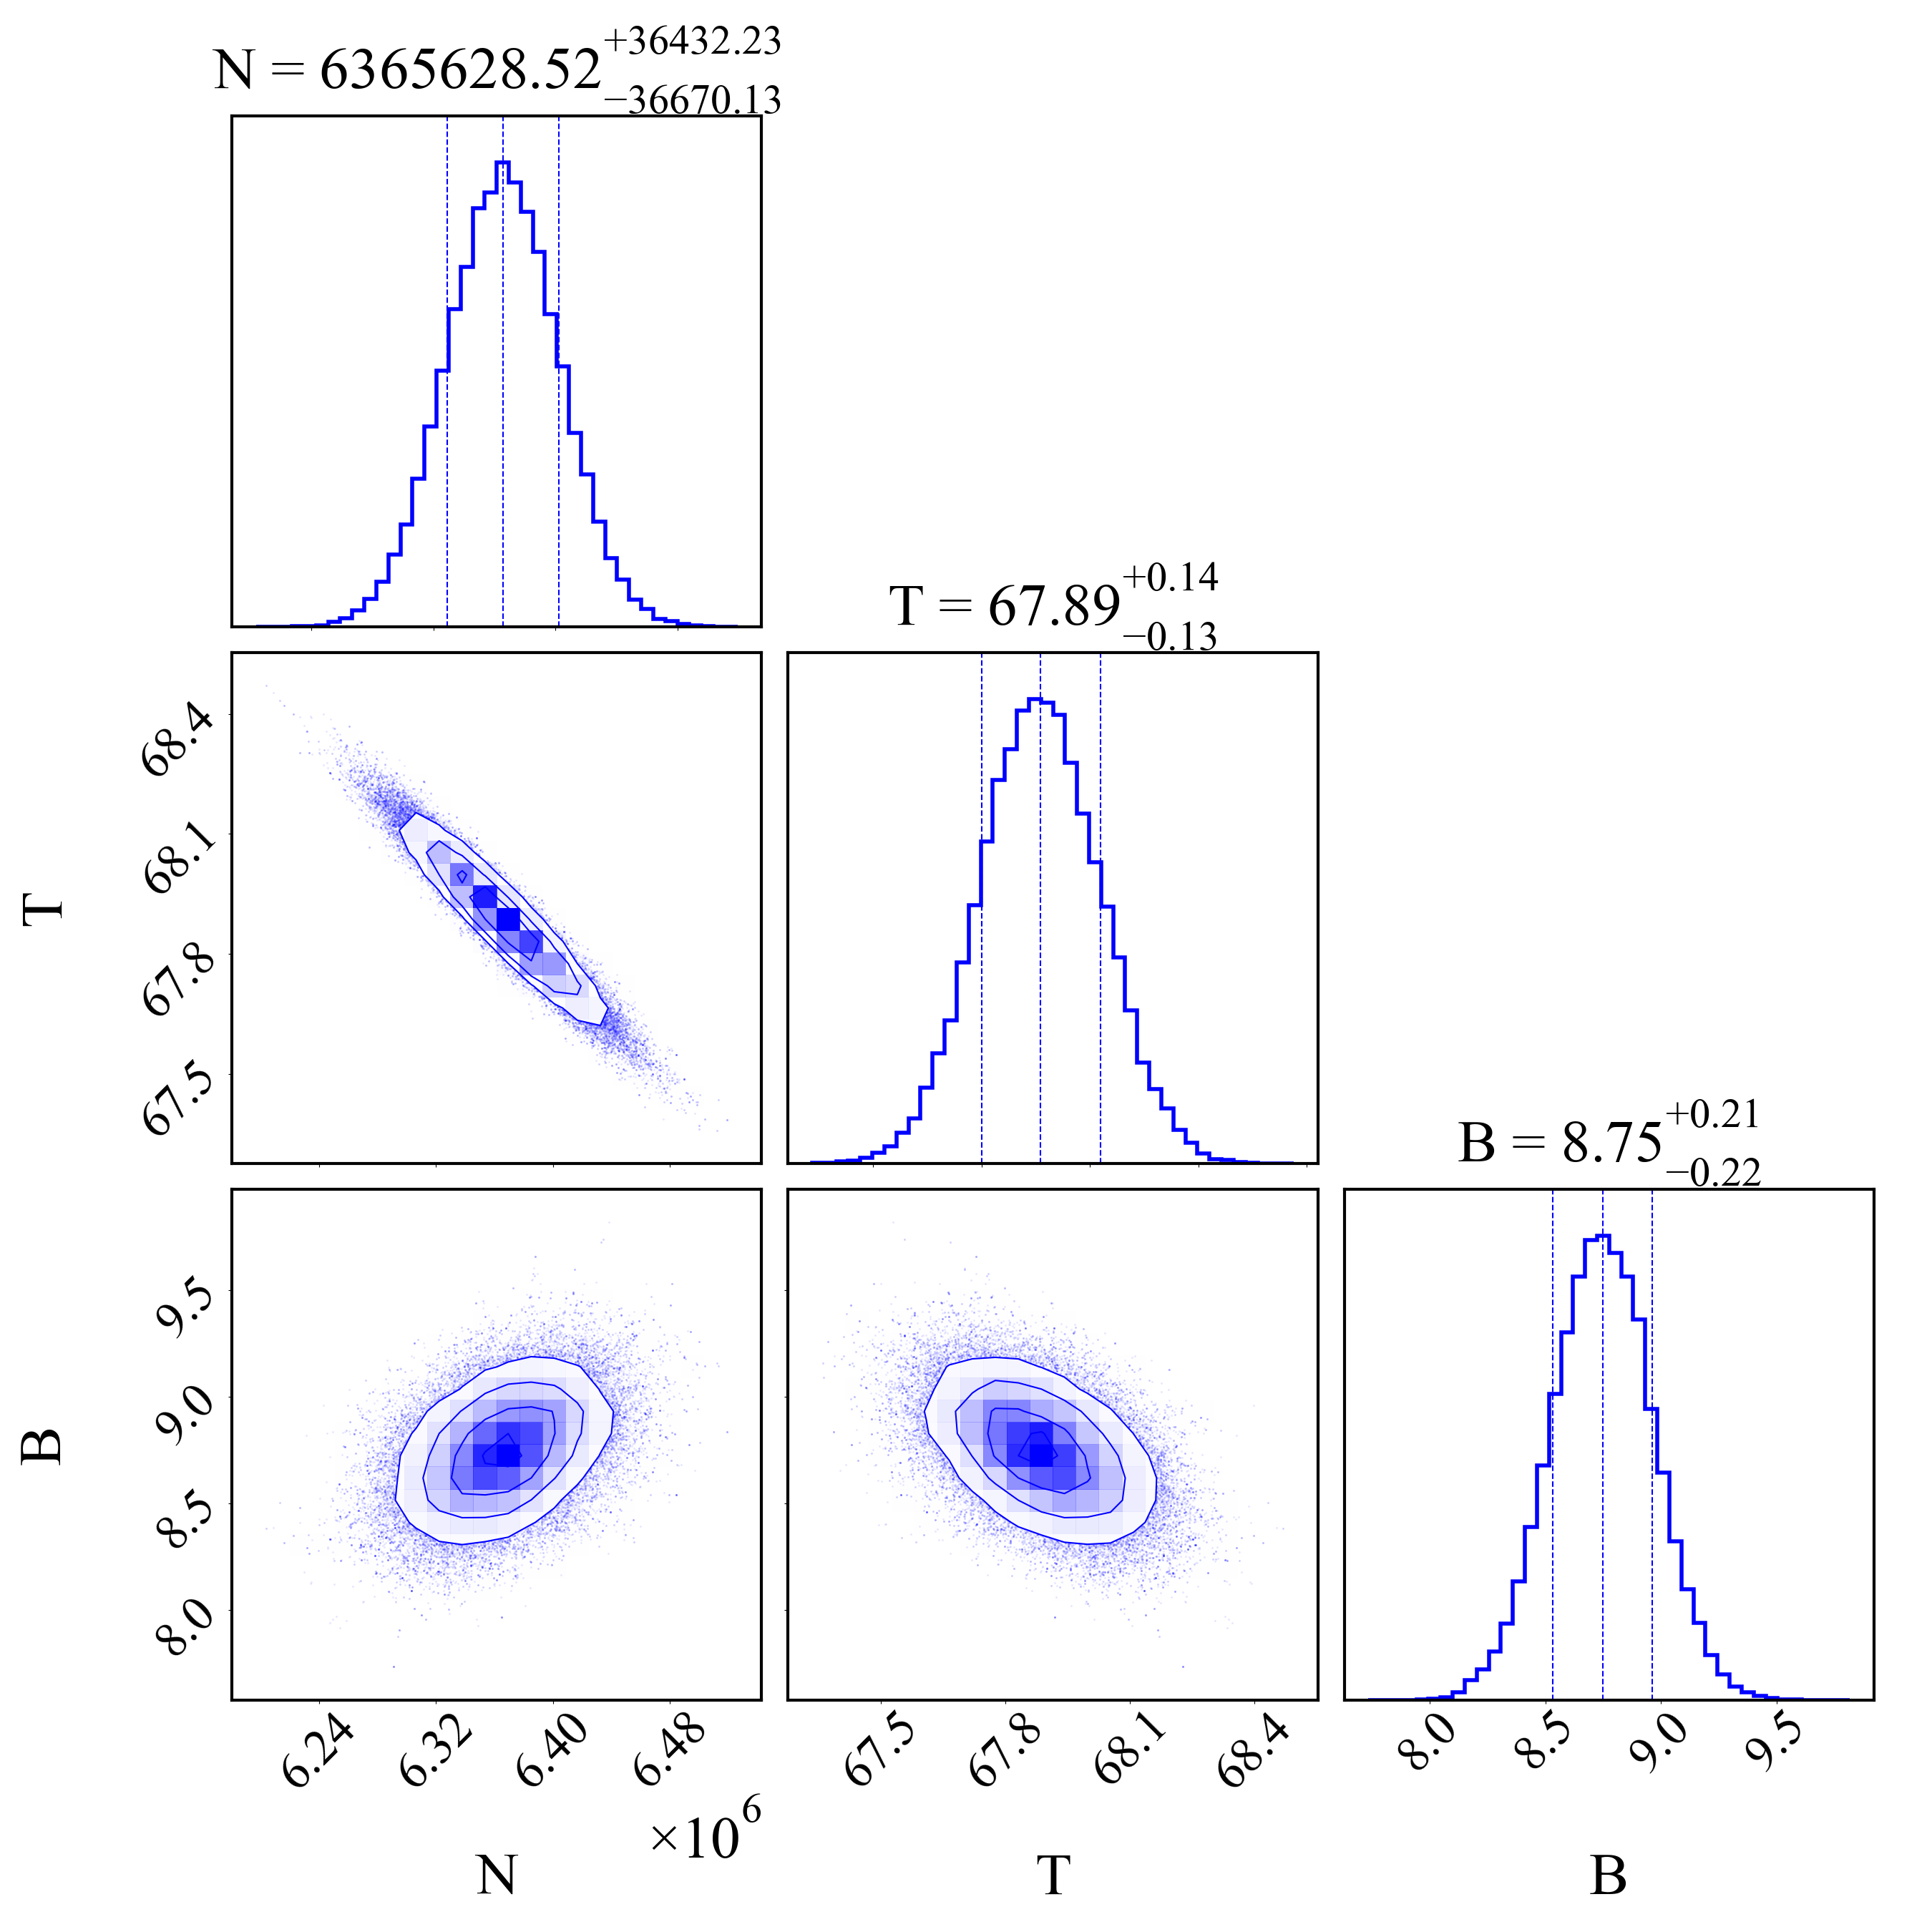 N = 6365628.52 +36432.23 −36670.13
T = 67.89 +0.14 −0.13
68.4
68.1
67.8
67.5
T
B = 8.75 +0.21 −0.22
9.5
9.0
8.5
8.0
B
6.24 6.32 6.40 6.48 67.5 67.8 68.1 68.4 8.0 8.5 9.0 9.5
×10⁶
N T B